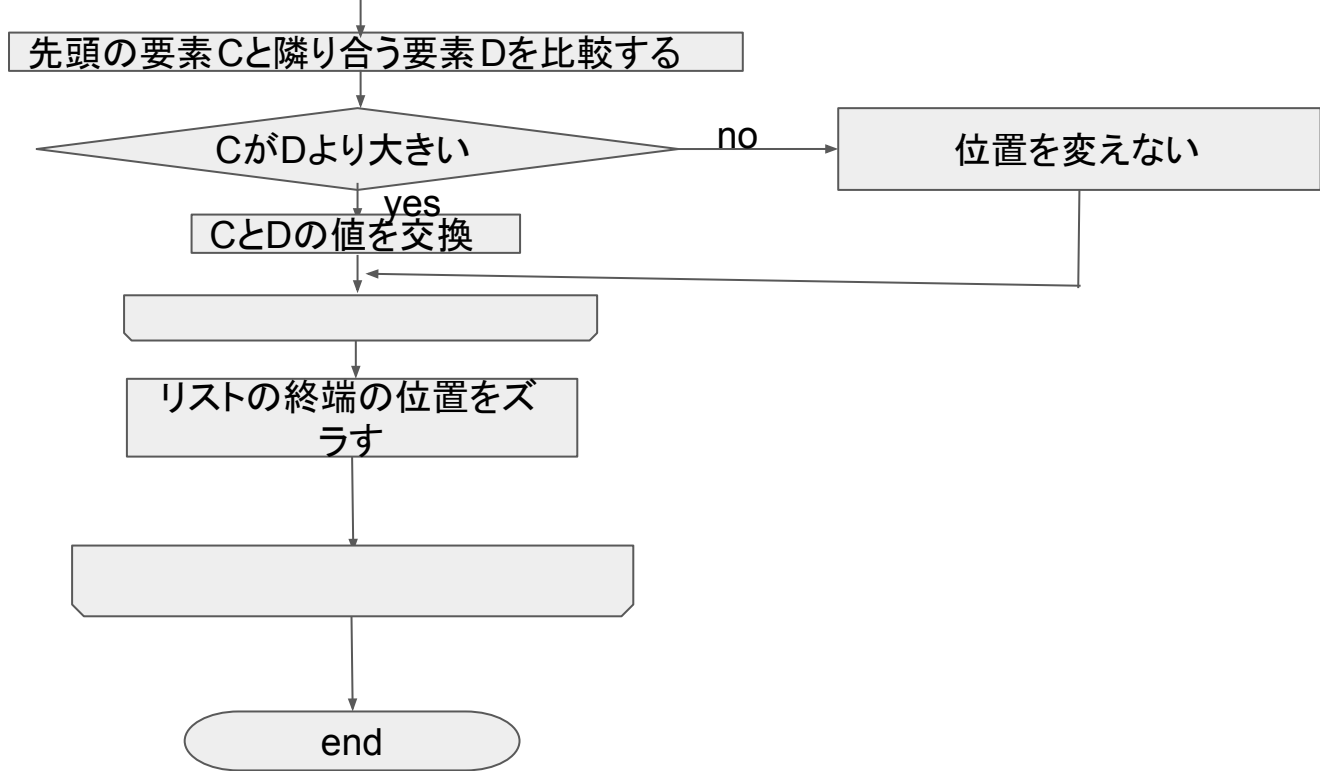 先頭の要素Cと隣り合う要素Dを比較する
CがDより大きい
no
位置を変えない
yes
CとDの値を交換
リストの終端の位置をズ
ラす
end